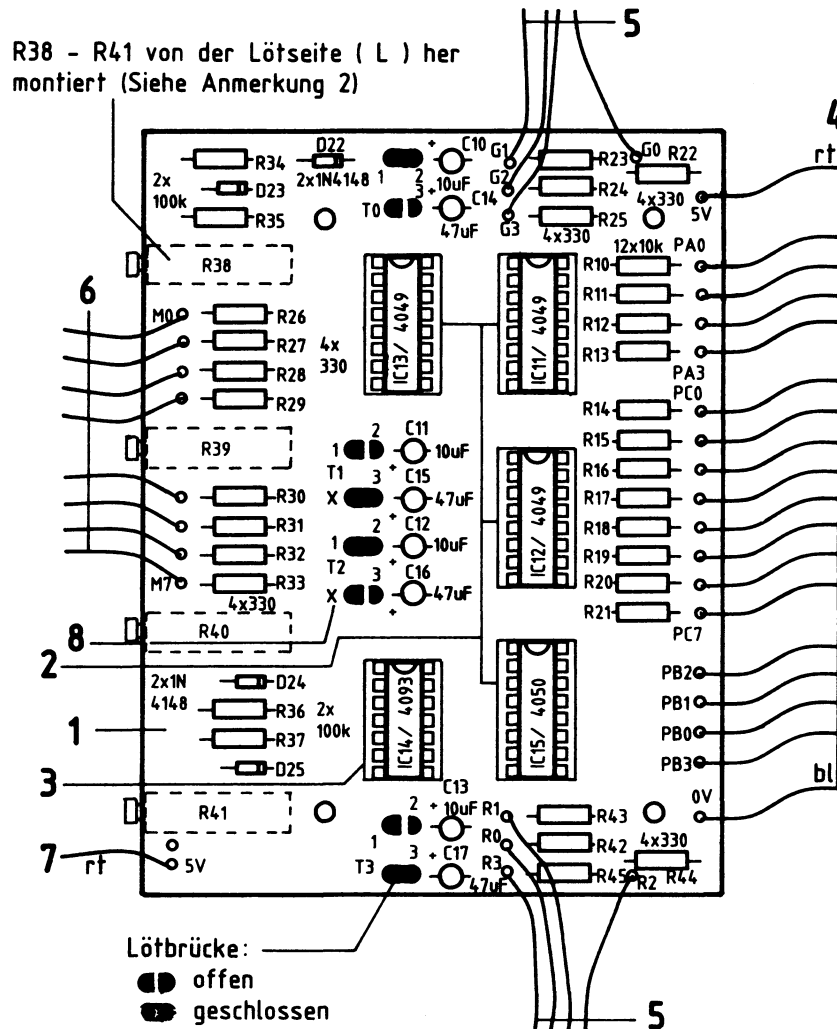 5
R38 – R41 von der Lötseite ( L ) her
montiert (Siehe Anmerkung 2)
4
rt
R34
D22
2x1N4148
1
2
+
C10
10uF
G1
R23
G0
R22
2x
100k
D23
G2
R24
4x330
5V
R35
T0
3
+
C14
47uF
G3
R25
4x330
R38
IC13/ 4049
IC11/ 4049
12x10k
PA0
R10
R11
R12
R13
PA3
6
M0
R26
R27
R28
R29
4x
330
PC0
R14
R15
R16
R17
R18
R19
R20
R21
PC7
R39
1
2
C11
+
10uF
T1
X
3
C15
+
47uF
IC12/ 4049
R30
R31
R32
R33
M7
4x330
1
2
C12
+
10uF
T2
X
3
C16
+
47uF
8
R40
2
2x1N
4148
D24
R36
R37
D25
2x
100k
IC14/ 4093
IC15/ 4050
PB2
PB1
PB0
PB3
1
3
bl
0V
R41
1
2
+
C13
10uF
R1
R43
R0
R42
4x330
7
rt
5V
T3
3
+
C17
47uF
R3
R45
R2
R44
Lötbrücke:
offen
geschlossen
5